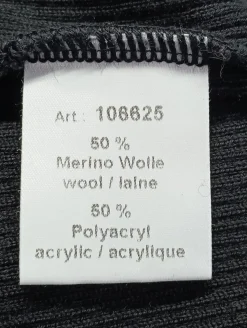 Art.: 106625
50 %
Merino Wolle
wool / laine
50 %
Polyacryl
acrylic / acrylique